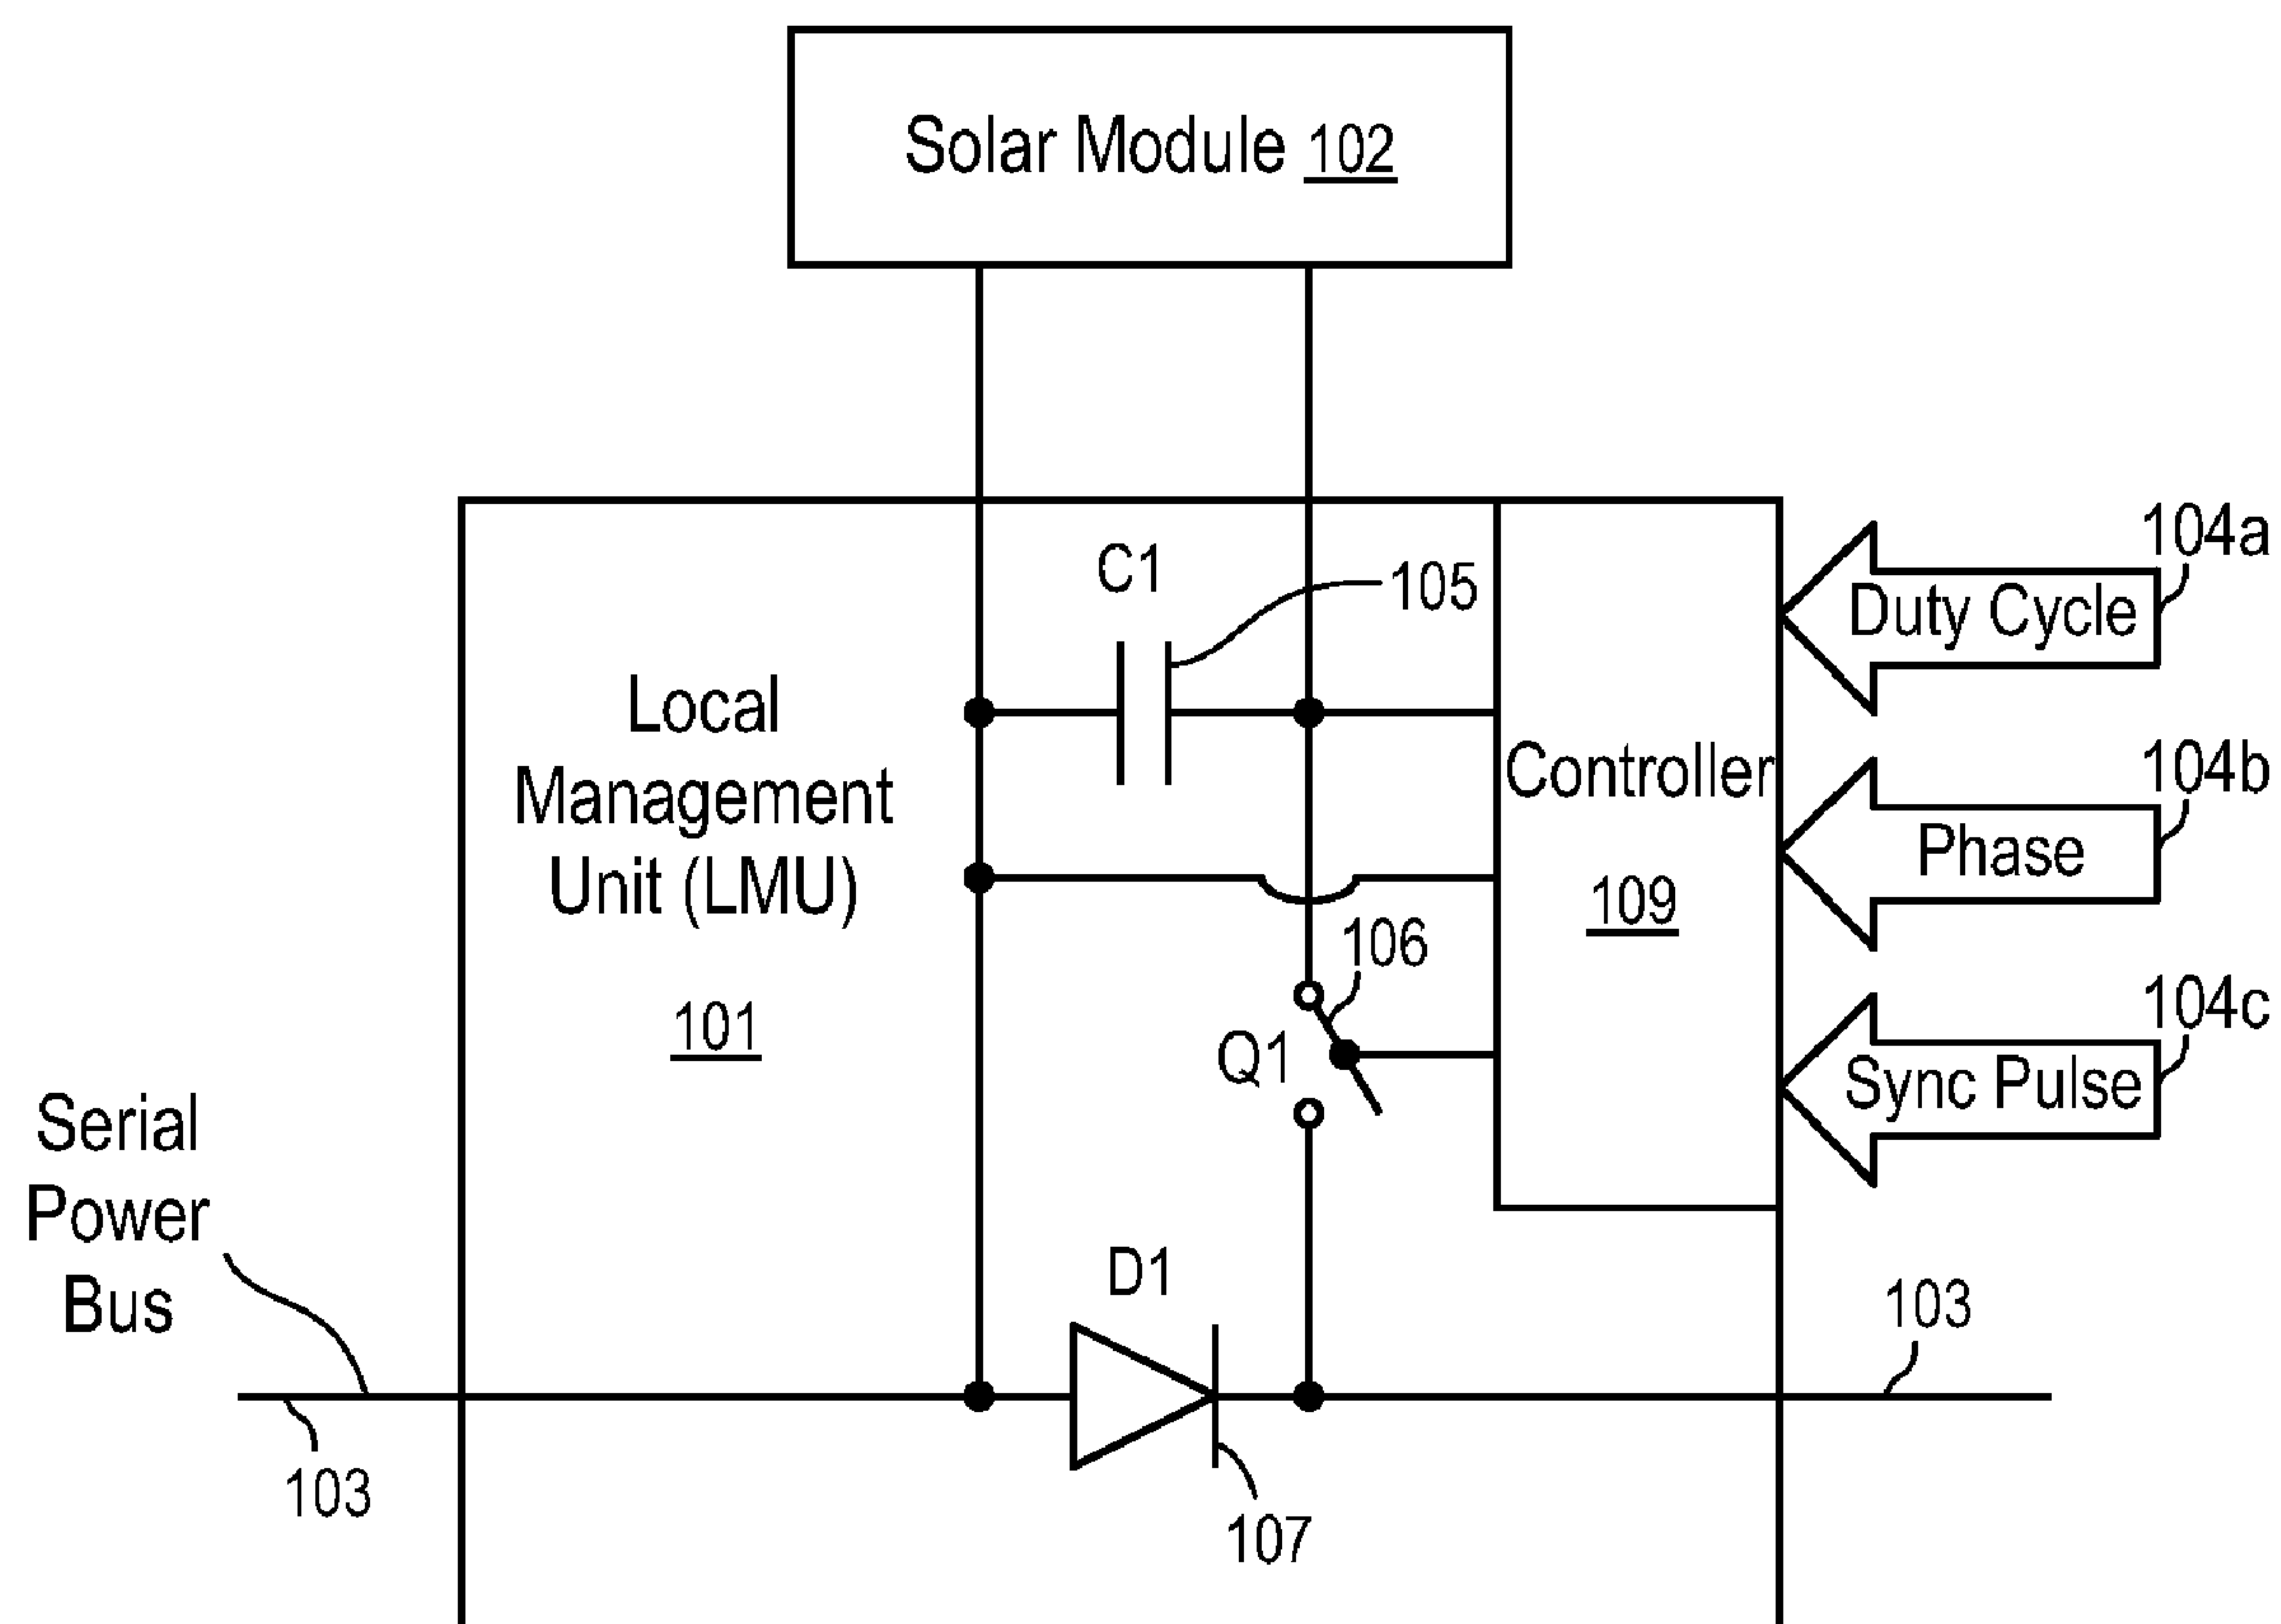 Solar Module 102
C1
105
104a
Duty Cycle
Local
Management
Unit (LMU)
101
Controller
109
104b
Phase
106
Q1
104c
Sync Pulse
Serial
Power
Bus
D1
103
103
107